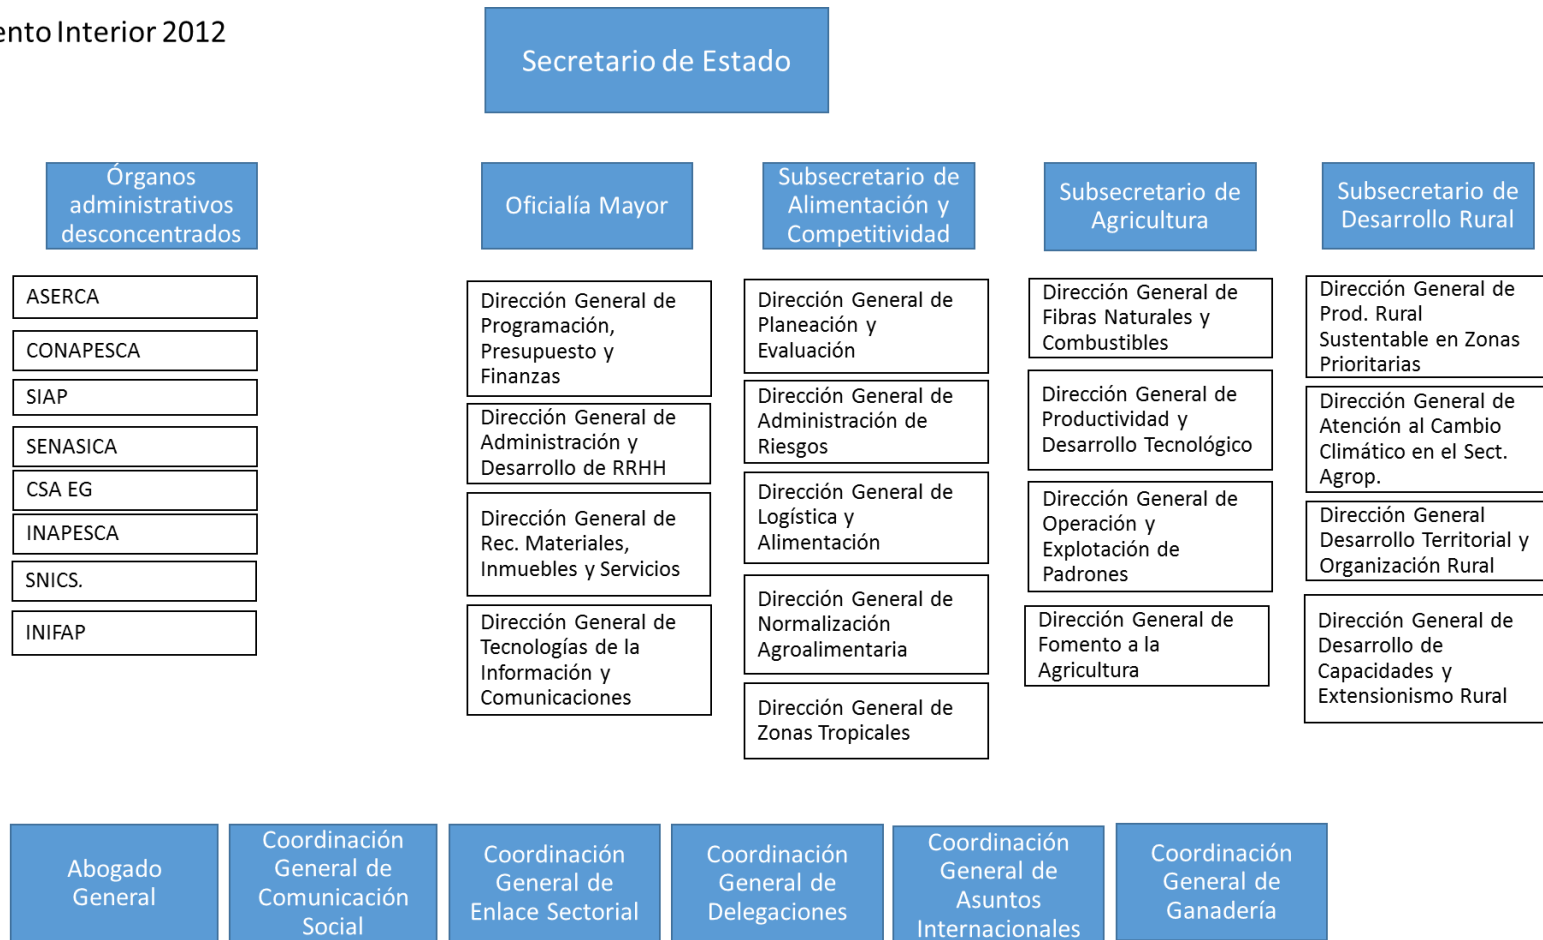 ento Interior 2012
Secretario de Estado
Órganos
administrativos
desconcentrados
ASERCA
CONAPESCA
SIAP
SENASICA
CSA EG
INAPESCA
SNICS.
INIFAP
Oficialía Mayor
Dirección General de
Programación,
Presupuesto y
Finanzas
Dirección General de
Administración y
Desarrollo de RRHH
Dirección General de
Rec. Materiales,
Inmuebles y Servicios
Dirección General de
Tecnologías de la
Información y
Comunicaciones
Subsecretario de
Alimentación y
Competitividad
Dirección General de
Planeación y
Evaluación
Dirección General de
Administración de
Riesgos
Dirección General de
Logística y
Alimentación
Dirección General de
Normalización
Agroalimentaria
Dirección General de
Zonas Tropicales
Subsecretario de
Agricultura
Dirección General de
Fibras Naturales y
Combustibles
Dirección General de
Productividad y
Desarrollo Tecnológico
Dirección General de
Operación y
Explotación de
Padrones
Dirección General de
Fomento a la
Agricultura
Subsecretario de
Desarrollo Rural
Dirección General de
Prod. Rural
Sustentable en Zonas
Prioritarias
Dirección General de
Atención al Cambio
Climático en el Sect.
Agrop.
Dirección General
Desarrollo Territorial y
Organización Rural
Dirección General de
Desarrollo de
Capacidades y
Extensionismo Rural
Abogado
General
Coordinación
General de
Comunicación
Social
Coordinación
General de
Enlace Sectorial
Coordinación
General de
Delegaciones
Coordinación
General de
Asuntos
Internacionales
Coordinación
General de
Ganadería